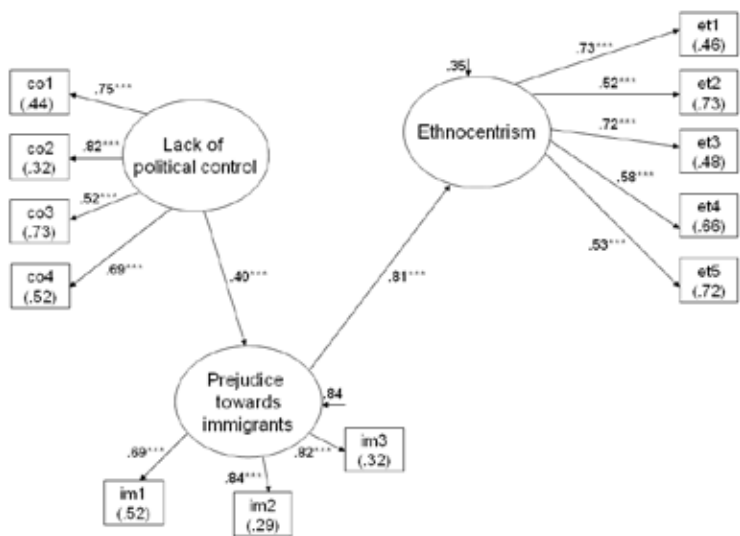 et1
(.46)
.73***
.35
et2
(.73)
.52***
co1
(.44)
.75***
Ethnocentrism
.72***
et3
(.48)
co2
(.32)
.82***
Lack of
political control
.58***
et4
(.66)
co3
(.73)
.52***
.53***
et5
(.72)
co4
(.52)
.69***
.40***
.81***
Prejudice
towards
immigrants
.84
im3
(.32)
.82***
.69***
im1
(.52)
.84***
im2
(.29)